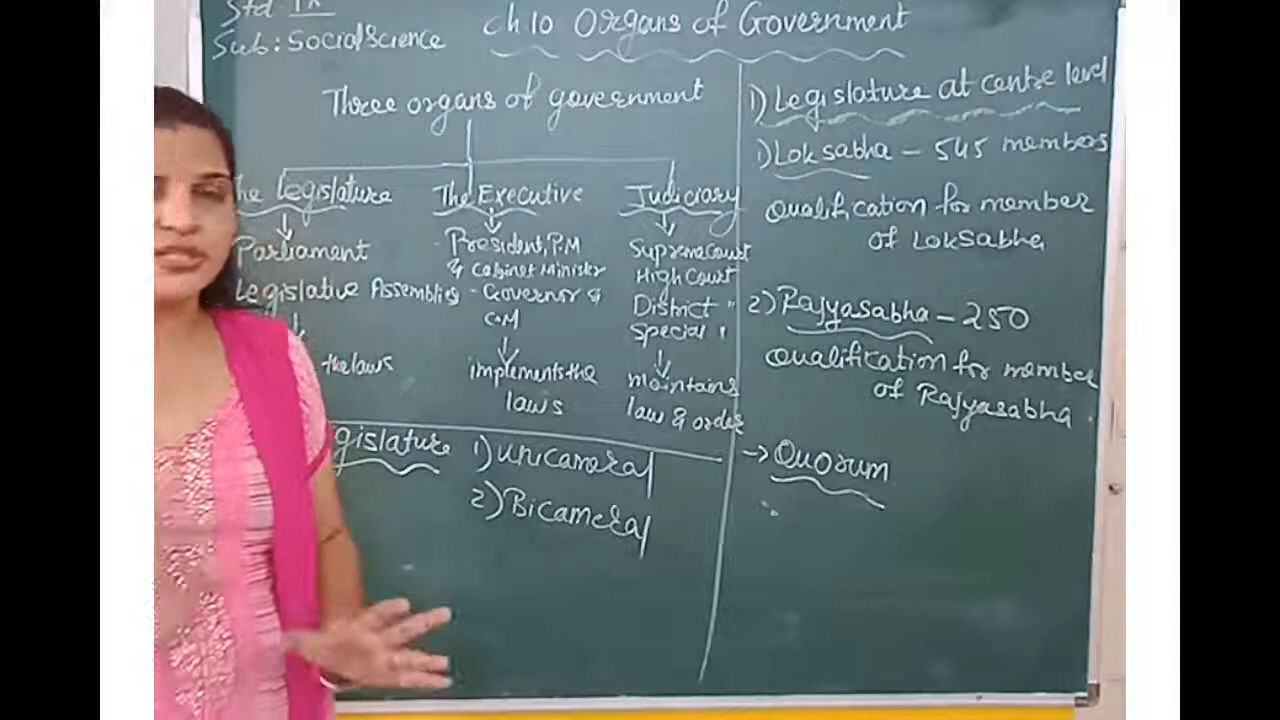 Std IX
Sub: Social Science
Ch 10 Organs of Government
Three organs of government
he Legislature
Parliament
Legislative Assemblies
the laws
The Executive
President, P.M
& Cabinet Minister
- Governor &
C.M
implements the
laws
Judiciary
Supreme Court
High Court
District "
Special "
maintains
law & order
gislature
1) Unicameral
2) Bicameral
1) Legislature at centre level
1) Loksabha - 545 members
Qualification for member
of LokSabha
2) Rajyasabha - 250
Qualification for member
of Rajyasabha
→ Quorum